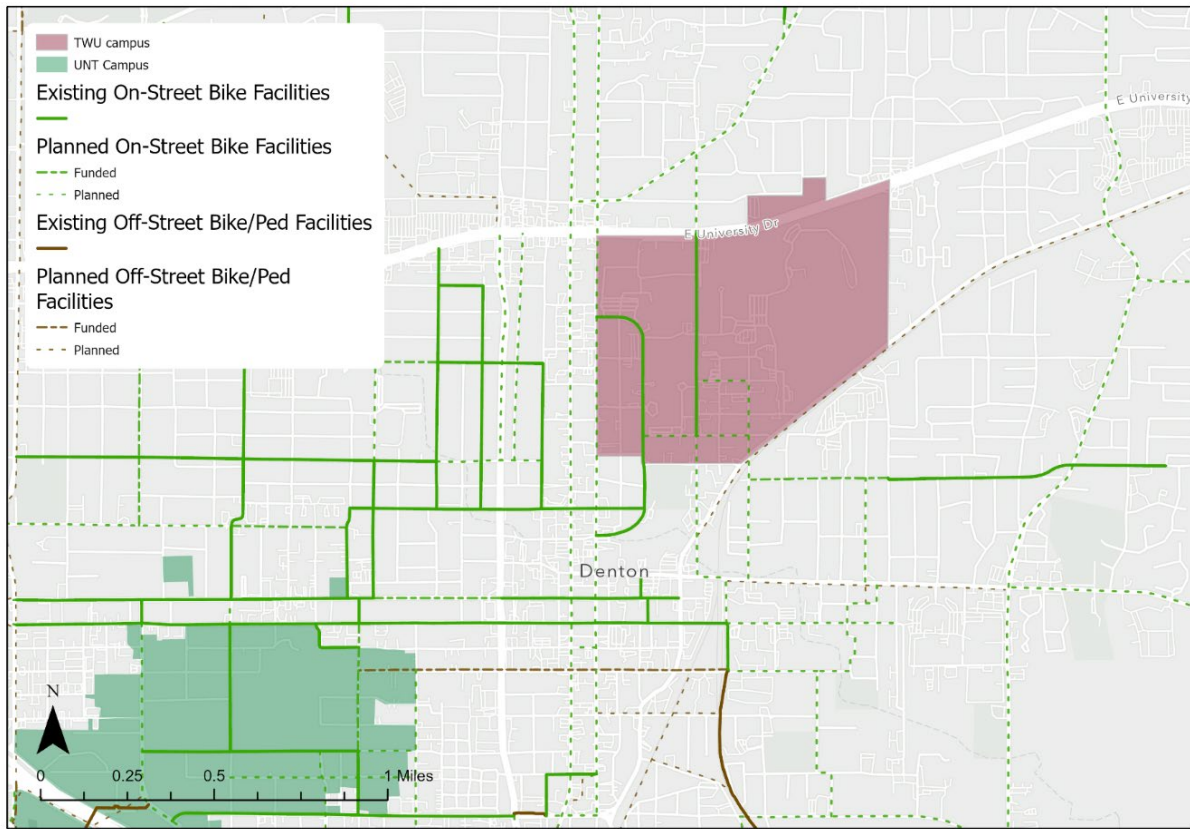 TWU campus
UNT Campus
Existing On-Street Bike Facilities
Planned On-Street Bike Facilities
Funded
Planned
Existing Off-Street Bike/Ped Facilities
Planned Off-Street Bike/Ped
Facilities
Funded
Planned
E University
E University Dr
Denton
N
0 0.25 0.5 1 Miles